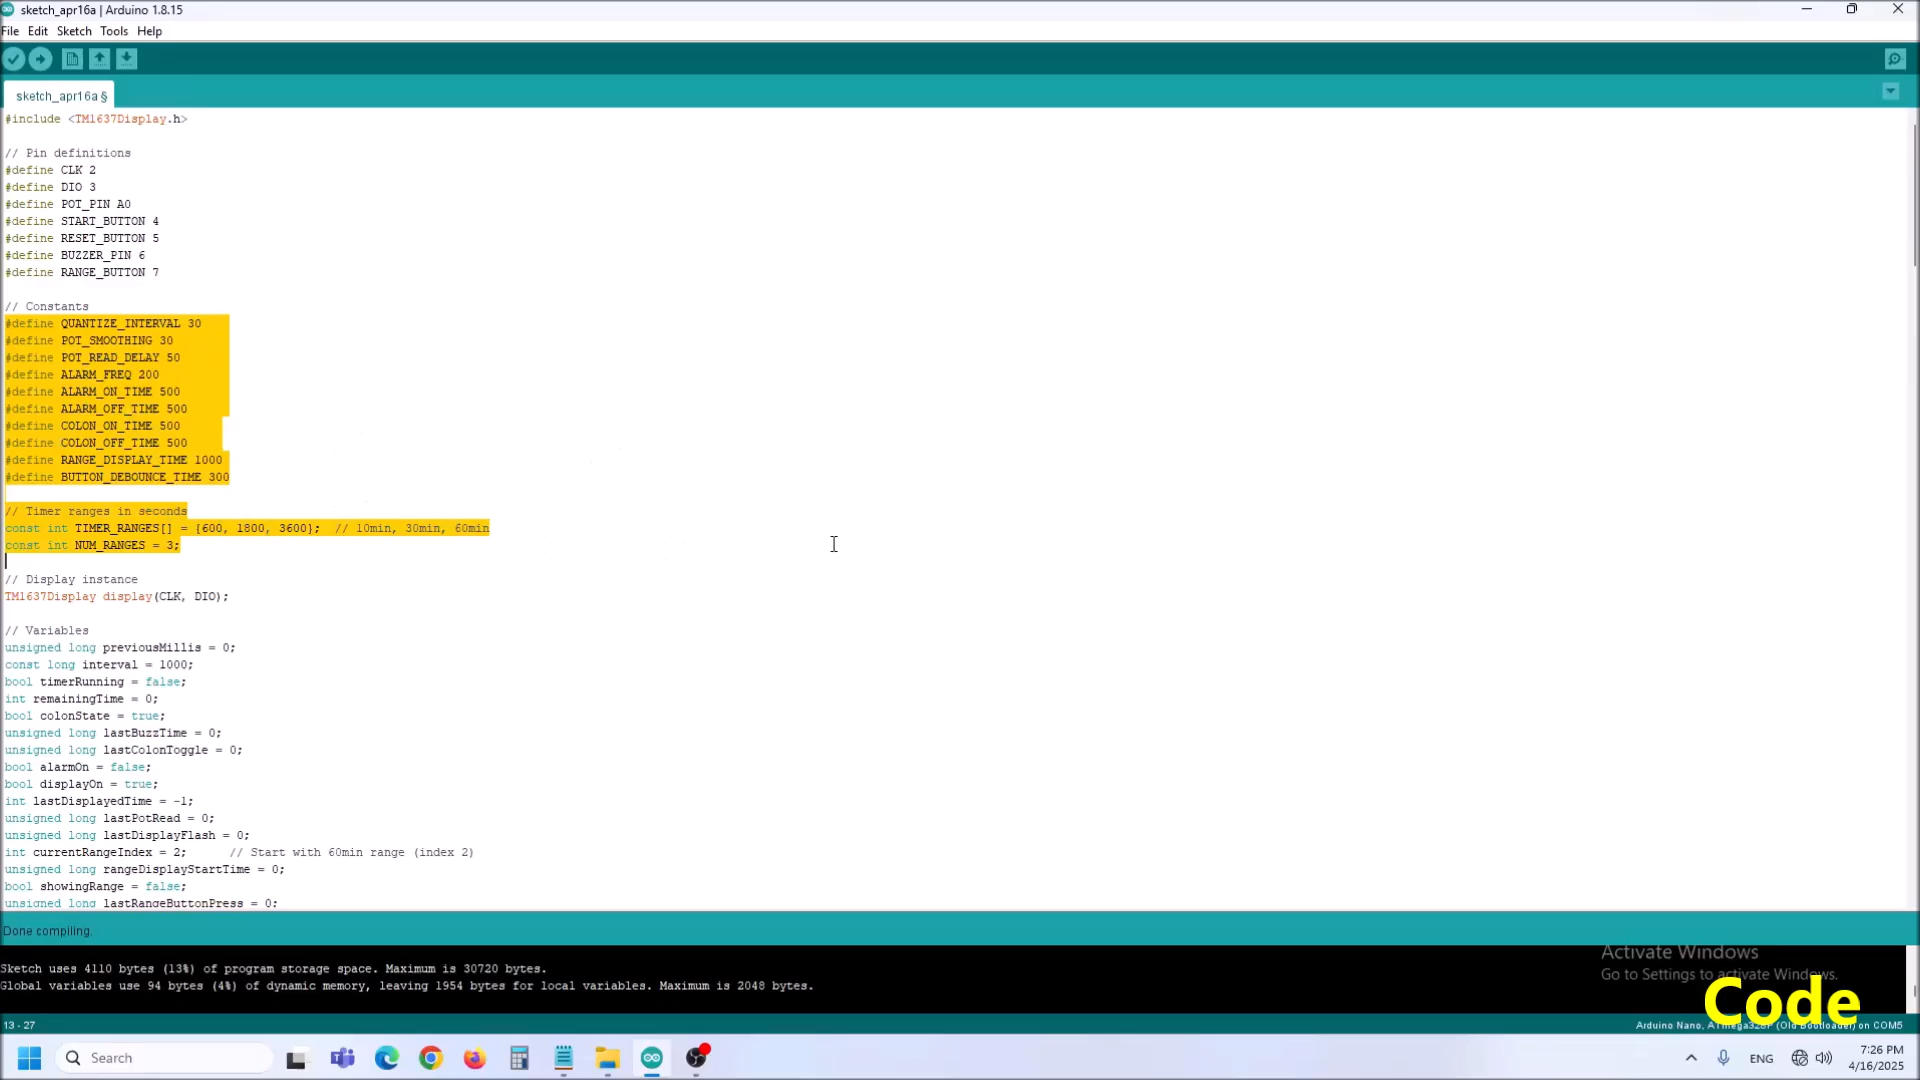 sketch_apr16a | Arduino 1.8.15
File Edit Sketch Tools Help
sketch_apr16a §
#include <TM1637Display.h>
// Pin definitions
#define CLK 2
#define DIO 3
#define POT_PIN A0
#define START_BUTTON 4
#define RESET_BUTTON 5
#define BUZZER_PIN 6
#define RANGE_BUTTON 7
// Constants
#define QUANTIZE_INTERVAL 30
#define POT_SMOOTHING 30
#define POT_READ_DELAY 50
#define ALARM_FREQ 200
#define ALARM_ON_TIME 500
#define ALARM_OFF_TIME 500
#define COLON_ON_TIME 500
#define COLON_OFF_TIME 500
#define RANGE_DISPLAY_TIME 1000
#define BUTTON_DEBOUNCE_TIME 300
// Timer ranges in seconds
const int TIMER_RANGES[] = {600, 1800, 3600};  // 10min, 30min, 60min
const int NUM_RANGES = 3;
// Display instance
TM1637Display display(CLK, DIO);
// Variables
unsigned long previousMillis = 0;
const long interval = 1000;
bool timerRunning = false;
int remainingTime = 0;
bool colonState = true;
unsigned long lastBuzzTime = 0;
unsigned long lastColonToggle = 0;
bool alarmOn = false;
bool displayOn = true;
int lastDisplayedTime = -1;
unsigned long lastPotRead = 0;
unsigned long lastDisplayFlash = 0;
int currentRangeIndex = 2;      // Start with 60min range (index 2)
unsigned long rangeDisplayStartTime = 0;
bool showingRange = false;
unsigned long lastRangeButtonPress = 0;
Done compiling.
Sketch uses 4110 bytes (13%) of program storage space. Maximum is 30720 bytes.
Global variables use 94 bytes (4%) of dynamic memory, leaving 1954 bytes for local variables. Maximum is 2048 bytes.
Activate Windows
Go to Settings to activate Windows.
Code
13 - 27
Arduino Nano, ATmega328P (Old Bootloader) on COM5
Search
ENG
7:26 PM
4/16/2025